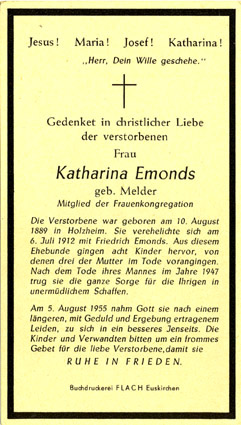 Jesus! Maria! Josef! Katharina!
„Herr, Dein Wille geschehe."
Gedenket in christlicher Liebe
der verstorbenen
Frau
Katharina Emonds
geb. Melder
Mitglied der Frauenkongregation
Die Verstorbene war geboren am 10. August
1889 in Holzheim. Sie verehelichte sich am
6. Juli 1912 mit Friedrich Emonds. Aus diesem
Ehebunde gingen acht Kinder hervor, von
denen drei der Mutter im Tode vorangingen.
Nach dem Tode ihres Mannes im Jahre 1947
trug sie die ganze Sorge für die Ihrigen in
unermüdlichem Schaffen.
Am 5. August 1955 nahm Gott sie nach einem
längeren, mit Geduld und Ergebung ertragenem
Leiden, zu sich in ein besseres Jenseits. Die
Kinder und Verwandten bitten um ein frommes
Gebet für die liebe Verstorbene,damit sie
RUHE IN FRIEDEN.
Buchdruckerei FLACH Euskirchen